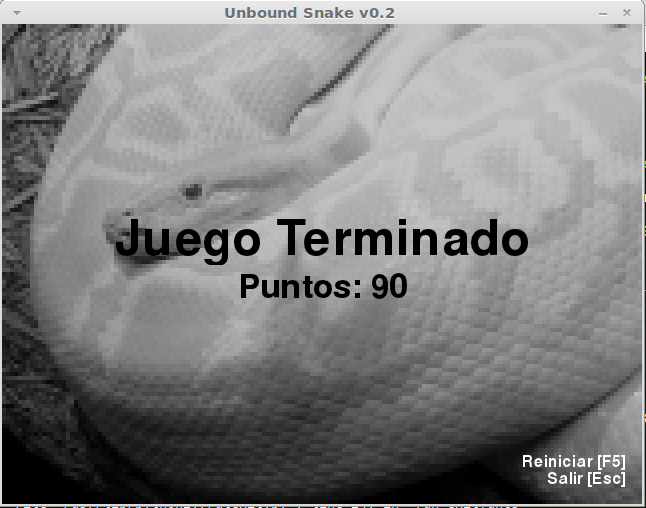 Unbound Snake v0.2
Juego Terminado
Puntos: 90
Reiniciar [F5]
Salir [Esc]